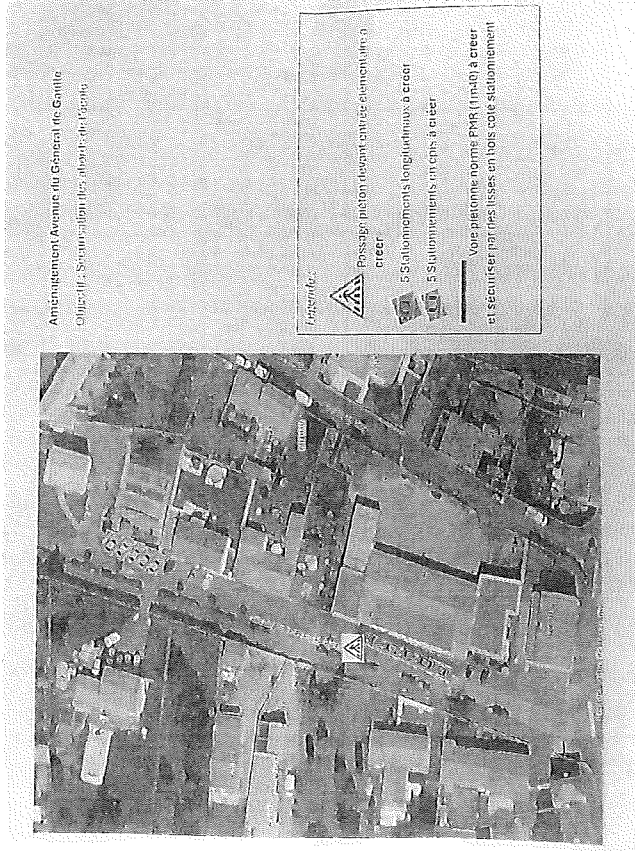 Aménagement Avenue du Général de Gaulle
Objectif : Sécurisation des abords de l'école
Légende :
Passage piéton devant entrée élémentaire à
créer
5 Stationnements longitudinaux à créer
5 Stationnements en épis à créer
Voie piétonne norme PMR (1m40) à créer
et sécuriser par des lisses en bois coté stationnement